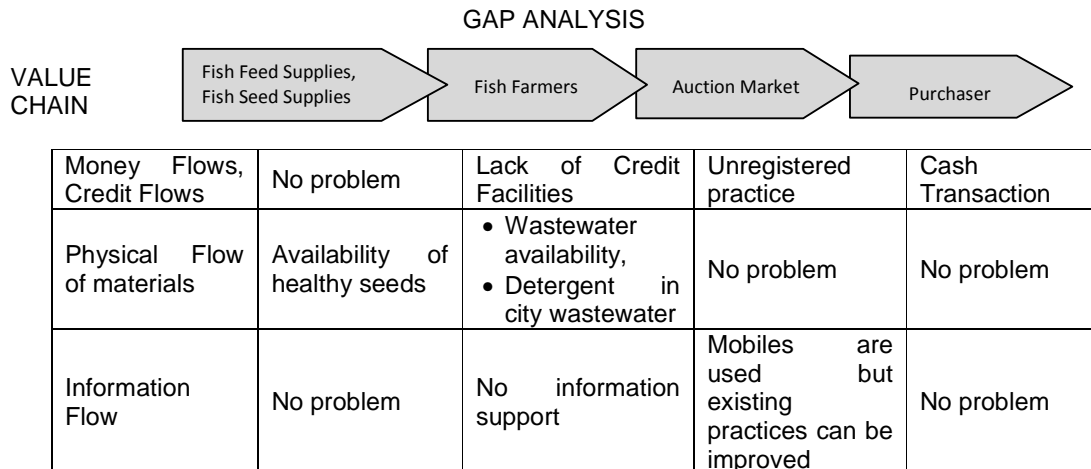 GAP ANALYSIS
VALUE
CHAIN
Fish Feed Supplies,
Fish Seed Supplies
Fish Farmers
Auction Market
Purchaser
Money Flows,
Credit Flows
No problem
Lack of Credit
Facilities
Unregistered
practice
Cash
Transaction
Physical Flow
of materials
Availability of
healthy seeds
• Wastewater
availability,
• Detergent in
city wastewater
No problem
No problem
Information
Flow
No problem
No information
support
Mobiles are
used but
existing
practices can be
improved
No problem